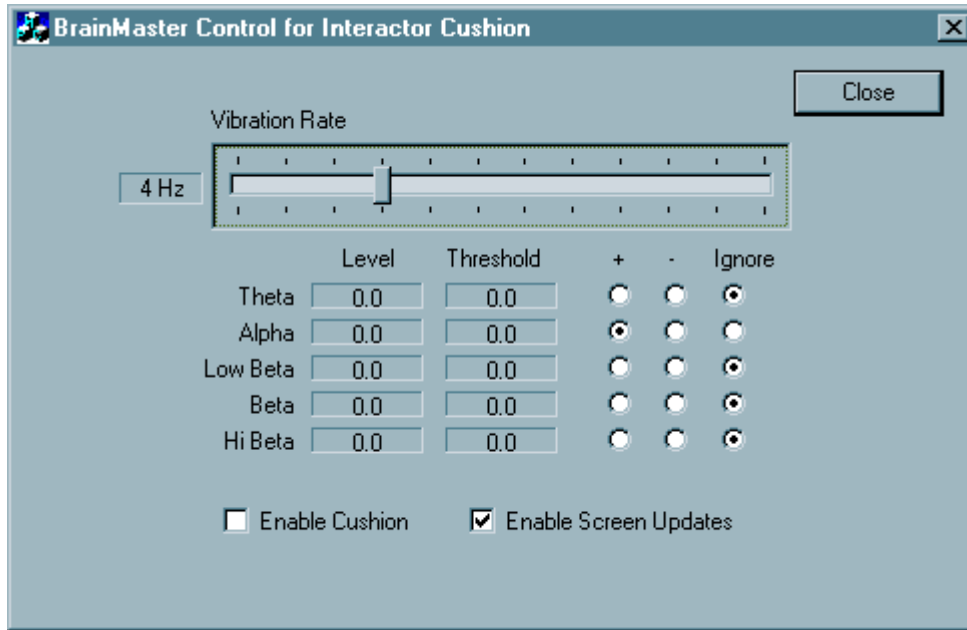 BrainMaster Control for Interactor Cushion
Close
Vibration Rate
4 Hz
Level Threshold + - Ignore
Theta 0.0 0.0
Alpha 0.0 0.0
Low Beta 0.0 0.0
Beta 0.0 0.0
Hi Beta 0.0 0.0
Enable Cushion Enable Screen Updates